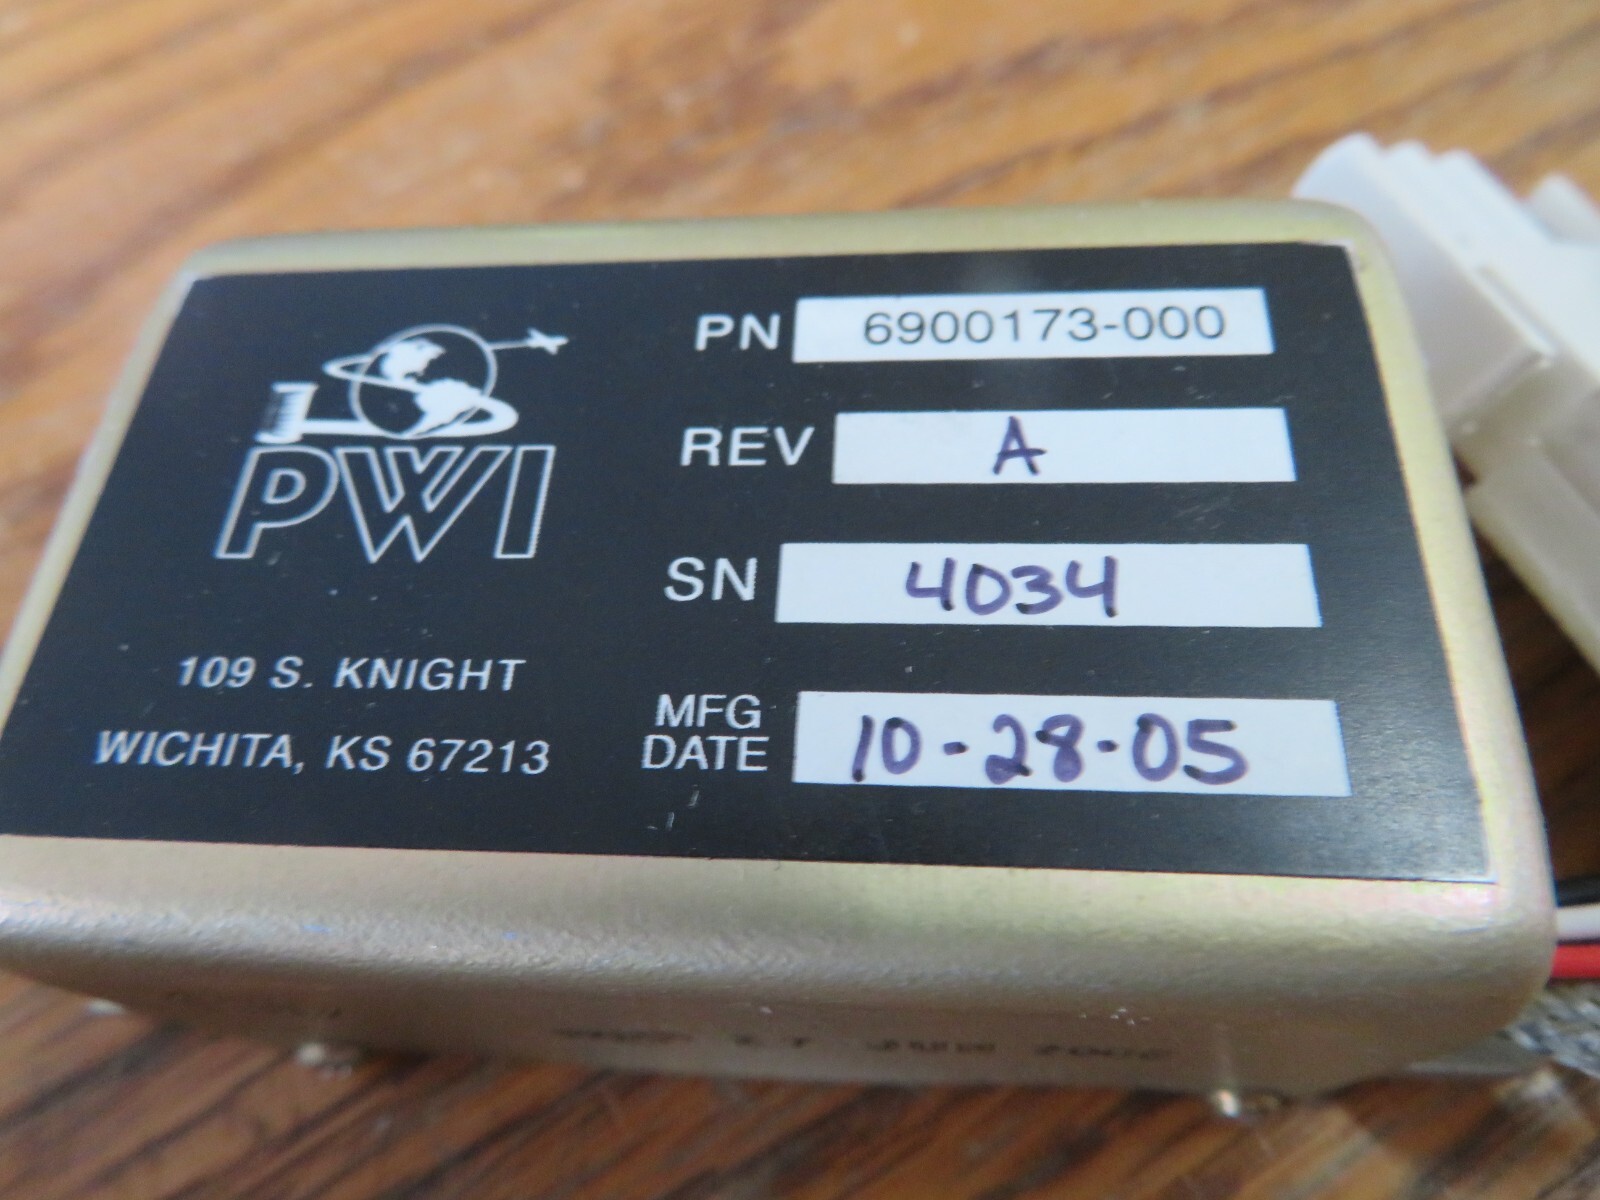 PWI
109 S. KNIGHT
WICHITA, KS 67213
PN 6900173-000
REV A
SN 4034
MFG DATE 10-28-05